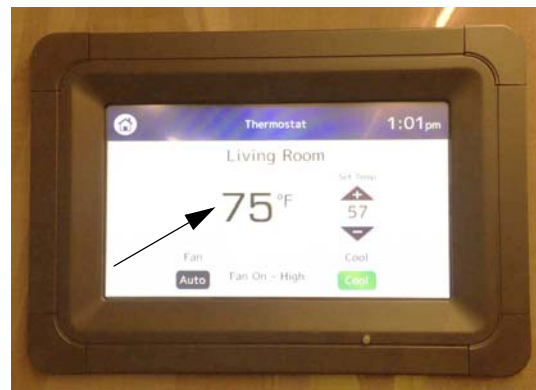 Thermostat 1:01pm
Living Room
Set Temp
75°F
57
Fan
Cool
Auto
Fan On - High
Cool